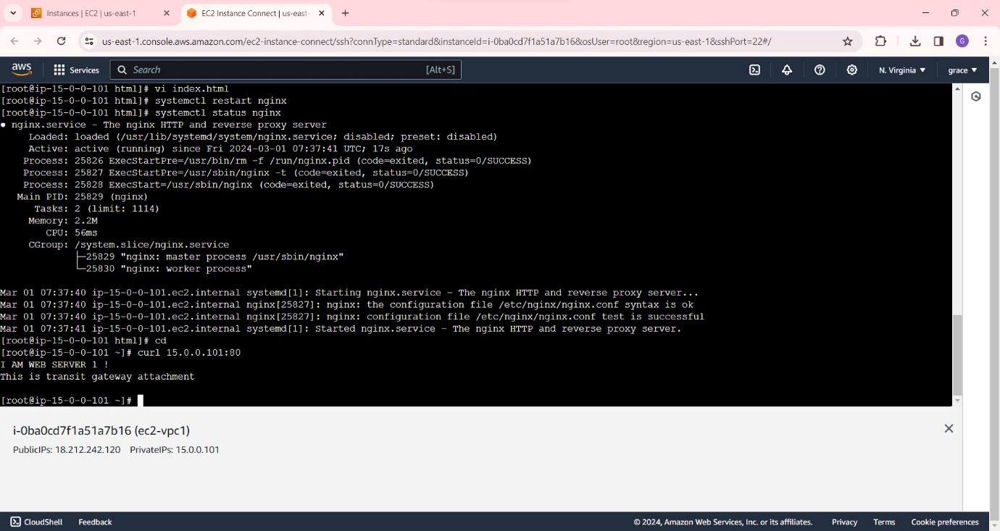 Instances | EC2 | us-east-1
EC2 Instance Connect | us-east-
us-east-1.console.aws.amazon.com/ec2-instance-connect/ssh?connType=standard&instanceId=i-0ba0cd7f1a51a7b16&osUser=root&region=us-east-1&sshPort=22#/
G
aws Services Search [Alt+S] N. Virginia grace
[root@ip-15-0-0-101 html]# vi index.html
[root@ip-15-0-0-101 html]# systemctl restart nginx
[root@ip-15-0-0-101 html]# systemctl status nginx
● nginx.service - The nginx HTTP and reverse proxy server
Loaded: loaded (/usr/lib/systemd/system/nginx.service; disabled; preset: disabled)
Active: active (running) since Fri 2024-03-01 07:37:41 UTC; 17s ago
Process: 25826 ExecStartPre=/usr/bin/rm -f /run/nginx.pid (code=exited, status=0/SUCCESS)
Process: 25827 ExecStartPre=/usr/sbin/nginx -t (code=exited, status=0/SUCCESS)
Process: 25828 ExecStart=/usr/sbin/nginx (code=exited, status=0/SUCCESS)
Main PID: 25829 (nginx)
Tasks: 2 (limit: 1114)
Memory: 2.2M
CPU: 56ms
CGroup: /system.slice/nginx.service
├─25829 "nginx: master process /usr/sbin/nginx"
└─25830 "nginx: worker process"
Mar 01 07:37:40 ip-15-0-0-101.ec2.internal systemd[1]: Starting nginx.service - The nginx HTTP and reverse proxy server...
Mar 01 07:37:40 ip-15-0-0-101.ec2.internal nginx[25827]: nginx: the configuration file /etc/nginx/nginx.conf syntax is ok
Mar 01 07:37:40 ip-15-0-0-101.ec2.internal nginx[25827]: nginx: configuration file /etc/nginx/nginx.conf test is successful
Mar 01 07:37:41 ip-15-0-0-101.ec2.internal systemd[1]: Started nginx.service - The nginx HTTP and reverse proxy server.
[root@ip-15-0-0-101 html]# cd
[root@ip-15-0-0-101 ~]# curl 15.0.0.101:80
I AM WEB SERVER 1 !
This is transit gateway attachment
[root@ip-15-0-0-101 ~]#
i-0ba0cd7f1a51a7b16 (ec2-vpc1)
PublicIPs: 18.212.242.120 PrivateIPs: 15.0.0.101
CloudShell Feedback © 2024, Amazon Web Services, Inc. or its affiliates. Privacy Terms Cookie preferences